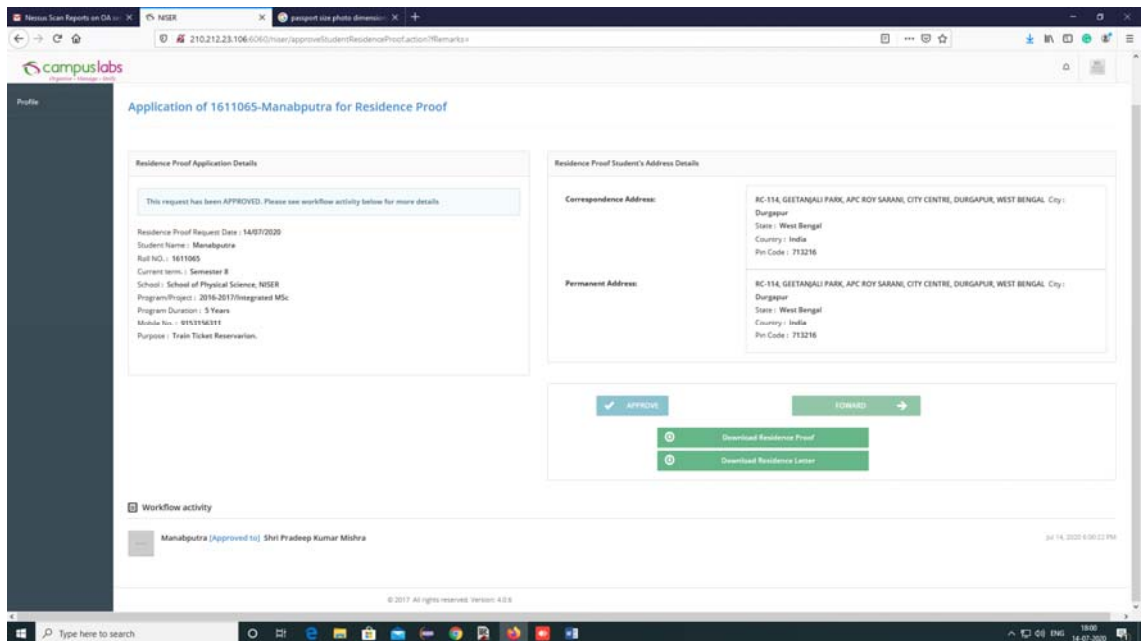 Nessus Scan Reports on OA se
NISER
passport size photo dimension
210.212.23.106:6060/niser/approveStudentResidenceProof.action?fRemarks=
campuslabs
Organise • Manage • Unify
Profile
Application of 1611065-Manabputra for Residence Proof
Residence Proof Application Details
This request has been APPROVED. Please see workflow activity below for more details
Residence Proof Request Date : 14/07/2020
Student Name : Manabputra
Roll NO. : 1611065
Current term. : Semester 8
School : School of Physical Science, NISER
Program/Project : 2016-2017/Integrated MSc
Program Duration : 5 Years
Mobile No. : 9153156311
Purpose : Train Ticket Reservarion.
Residence Proof Student's Address Details
Correspondence Address:
RC-114, GEETANJALI PARK, APC ROY SARANI, CITY CENTRE, DURGAPUR, WEST BENGAL City :
Durgapur
State : West Bengal
Country : India
Pin Code : 713216
Permanent Address:
RC-114, GEETANJALI PARK, APC ROY SARANI, CITY CENTRE, DURGAPUR, WEST BENGAL City :
Durgapur
State : West Bengal
Country : India
Pin Code : 713216
APPROVE
FOWARD
Download Residence Proof
Download Residence Letter
Workflow activity
Manabputra [Approved to] Shri Pradeep Kumar Mishra
Jul 14, 2020 6:00:22 PM
© 2017 All rights reserved. Version: 4.0.6
Type here to search
ENG
18:00
14-07-2020